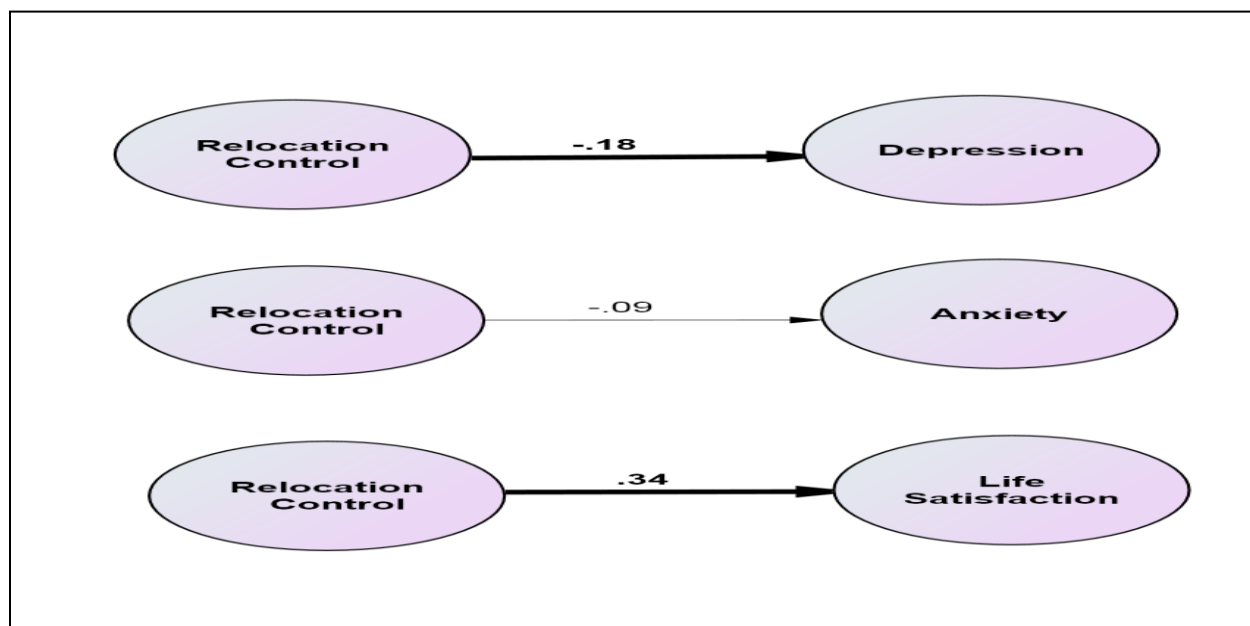 Relocation
Control
-.18
Depression
Relocation
Control
-.09
Anxiety
Relocation
Control
.34
Life
Satisfaction